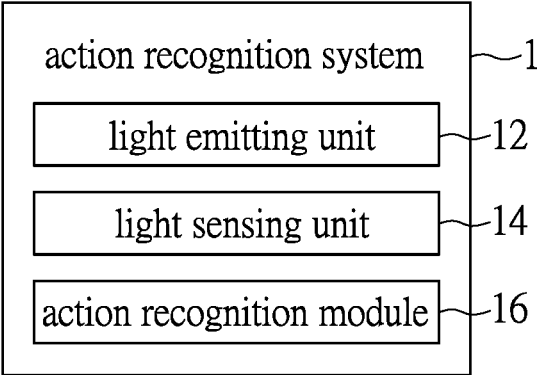 action recognition system 1
light emitting unit 12
light sensing unit 14
action recognition module 16